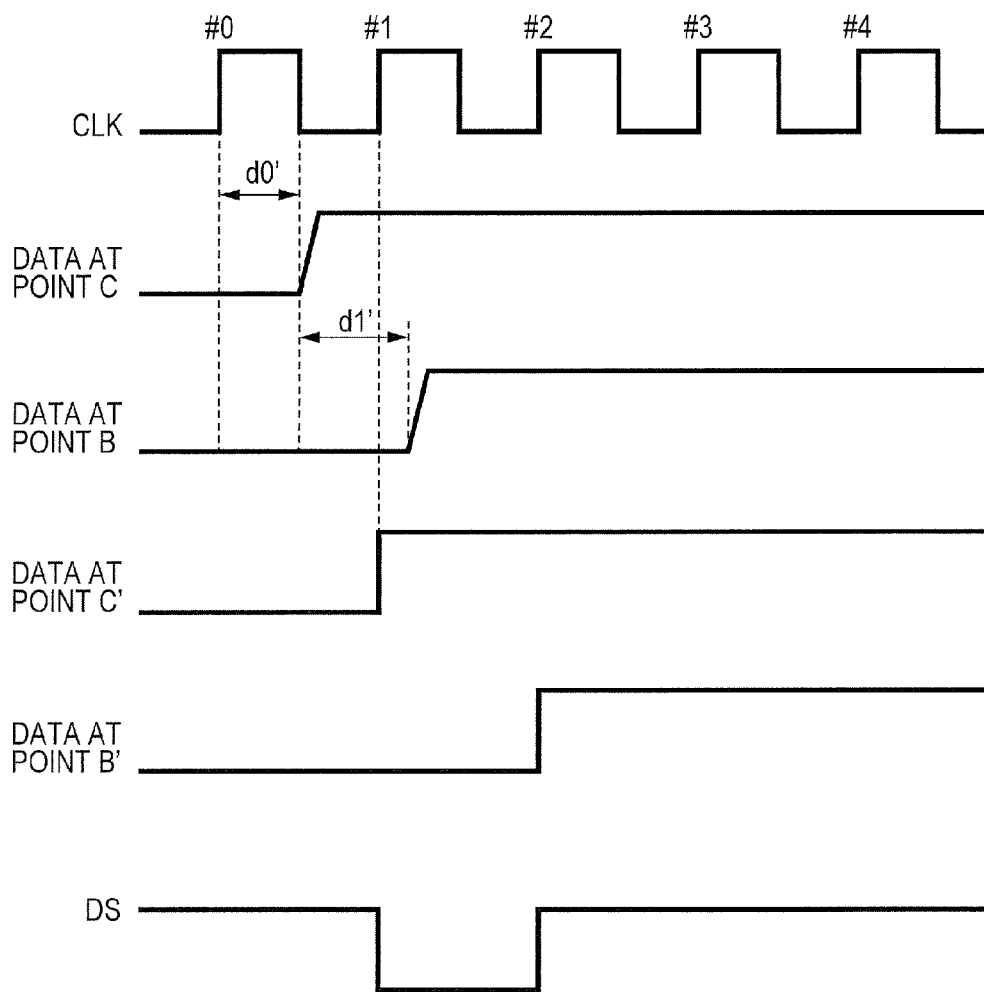 #0 #1 #2 #3 #4
CLK
d0'
DATA AT
POINT C
d1'
DATA AT
POINT B
DATA AT
POINT C'
DATA AT
POINT B'
DS